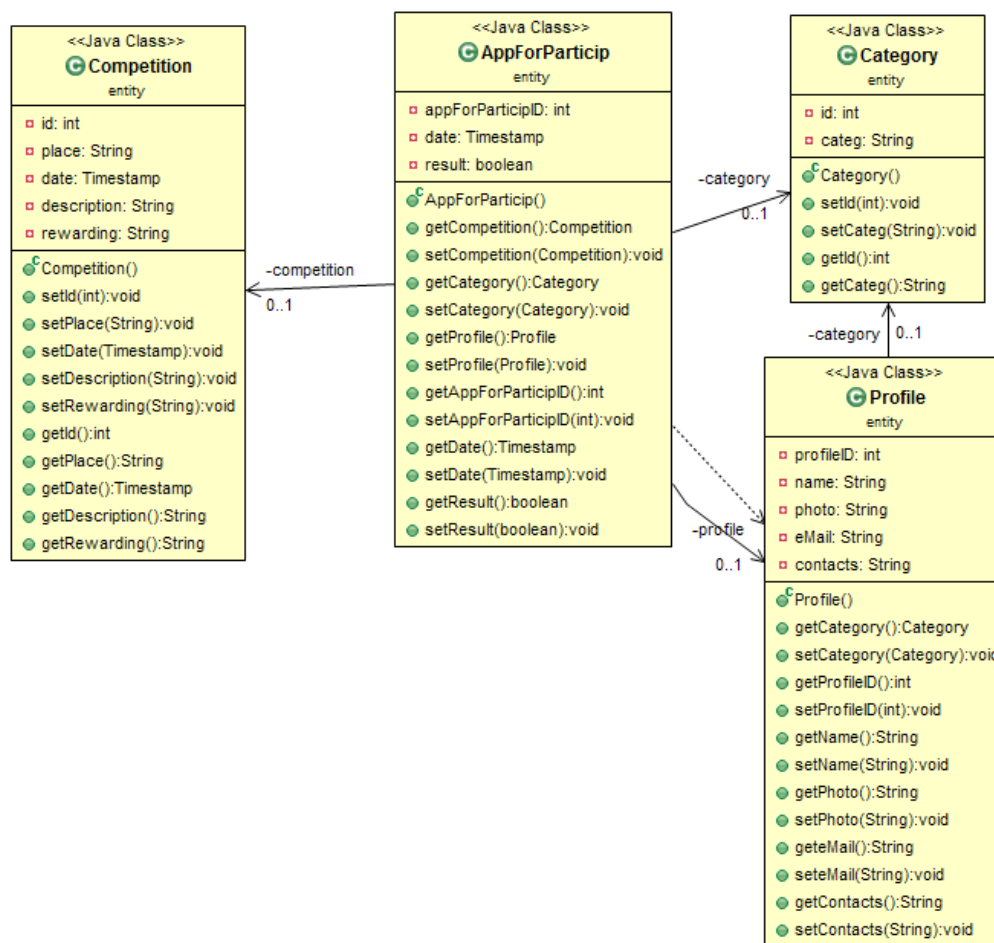 <<Java Class>>
Competition
entity
id: int
place: String
date: Timestamp
description: String
rewarding: String
Competition()
setId(int):void
setPlace(String):void
setDate(Timestamp):void
setDescription(String):void
setRewarding(String):void
getId():int
getPlace():String
getDate():Timestamp
getDescription():String
getRewarding():String
-competition
0..1
<<Java Class>>
AppForParticip
entity
appForParticipID: int
date: Timestamp
result: boolean
AppForParticip()
getCompetition():Competition
setCompetition(Competition):void
getCategory():Category
setCategory(Category):void
getProfile():Profile
setProfile(Profile):void
getAppForParticipID():int
setAppForParticipID(int):void
getDate():Timestamp
setDate(Timestamp):void
getResult():boolean
setResult(boolean):void
-category
0..1
-profile
0..1
<<Java Class>>
Category
entity
id: int
categ: String
Category()
setId(int):void
setCateg(String):void
getId():int
getCateg():String
-category
0..1
<<Java Class>>
Profile
entity
profileID: int
name: String
photo: String
eMail: String
contacts: String
Profile()
getCategory():Category
setCategory(Category):void
getProfileID():int
setProfileID(int):void
getName():String
setName(String):void
getPhoto():String
setPhoto(String):void
geteMail():String
seteMail(String):void
getContacts():String
setContacts(String):void